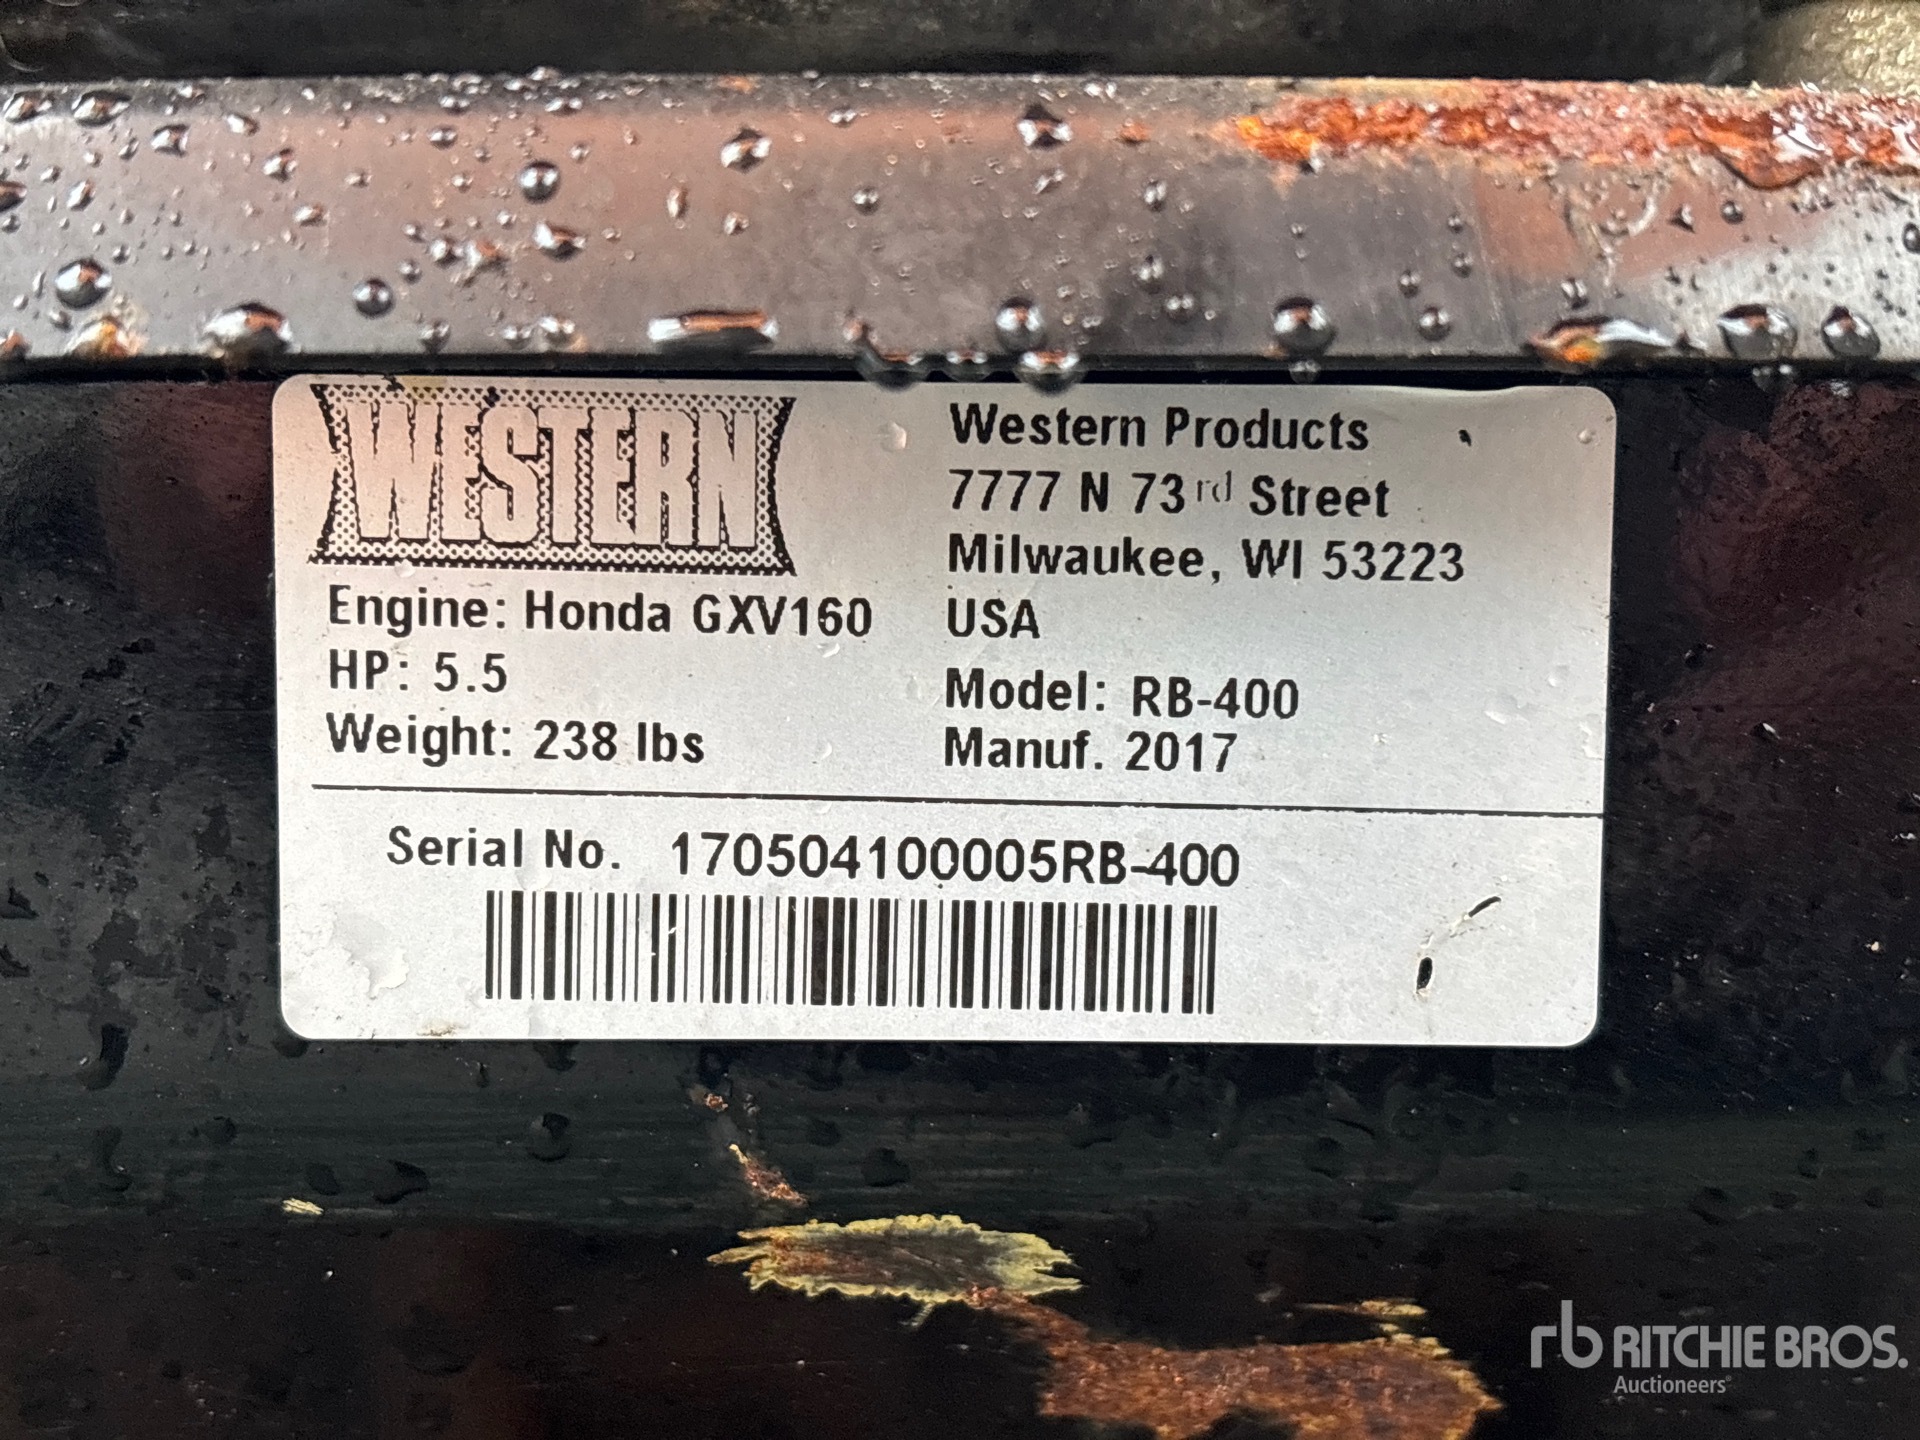 WESTERN
Engine: Honda GXV160
HP: 5.5
Weight: 238 lbs
Western Products
7777 N 73rd Street
Milwaukee, WI 53223
USA
Model: RB-400
Manuf. 2017
Serial No. 170504100005RB-400
rb RITCHIE BROS.
Auctioneers